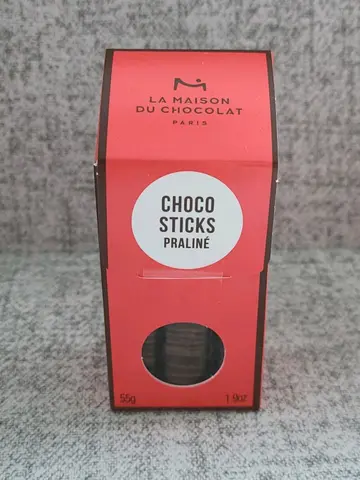 LA MAISON
DU CHOCOLAT
PARIS
CHOCO
STICKS
PRALINÉ
55g 1.9oz